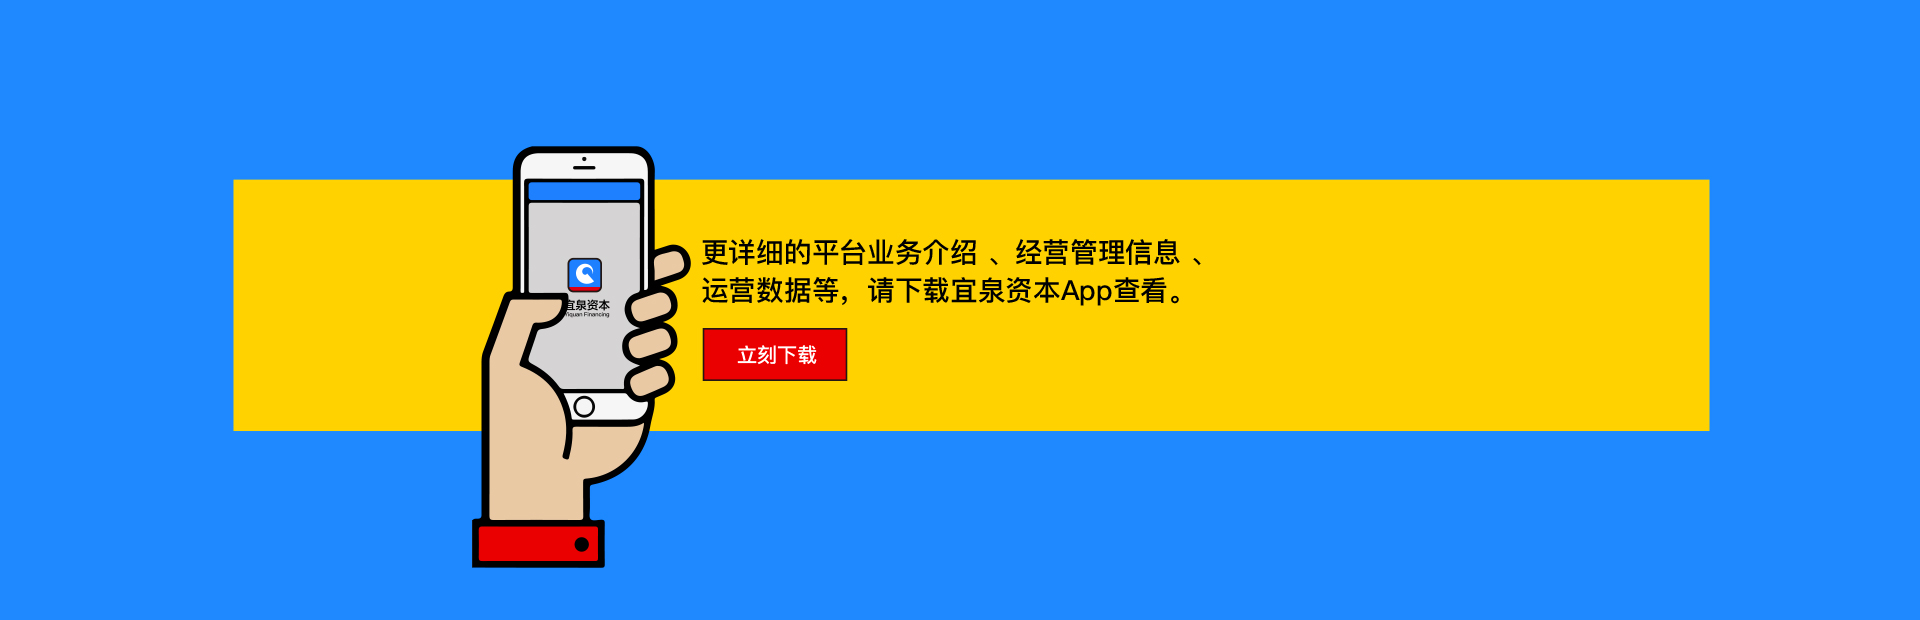 更详细的平台业务介绍 、经营管理信息 、
运营数据等，请下载宜泉资本App查看。
宜泉资本
Yiquan Financing
立刻下载